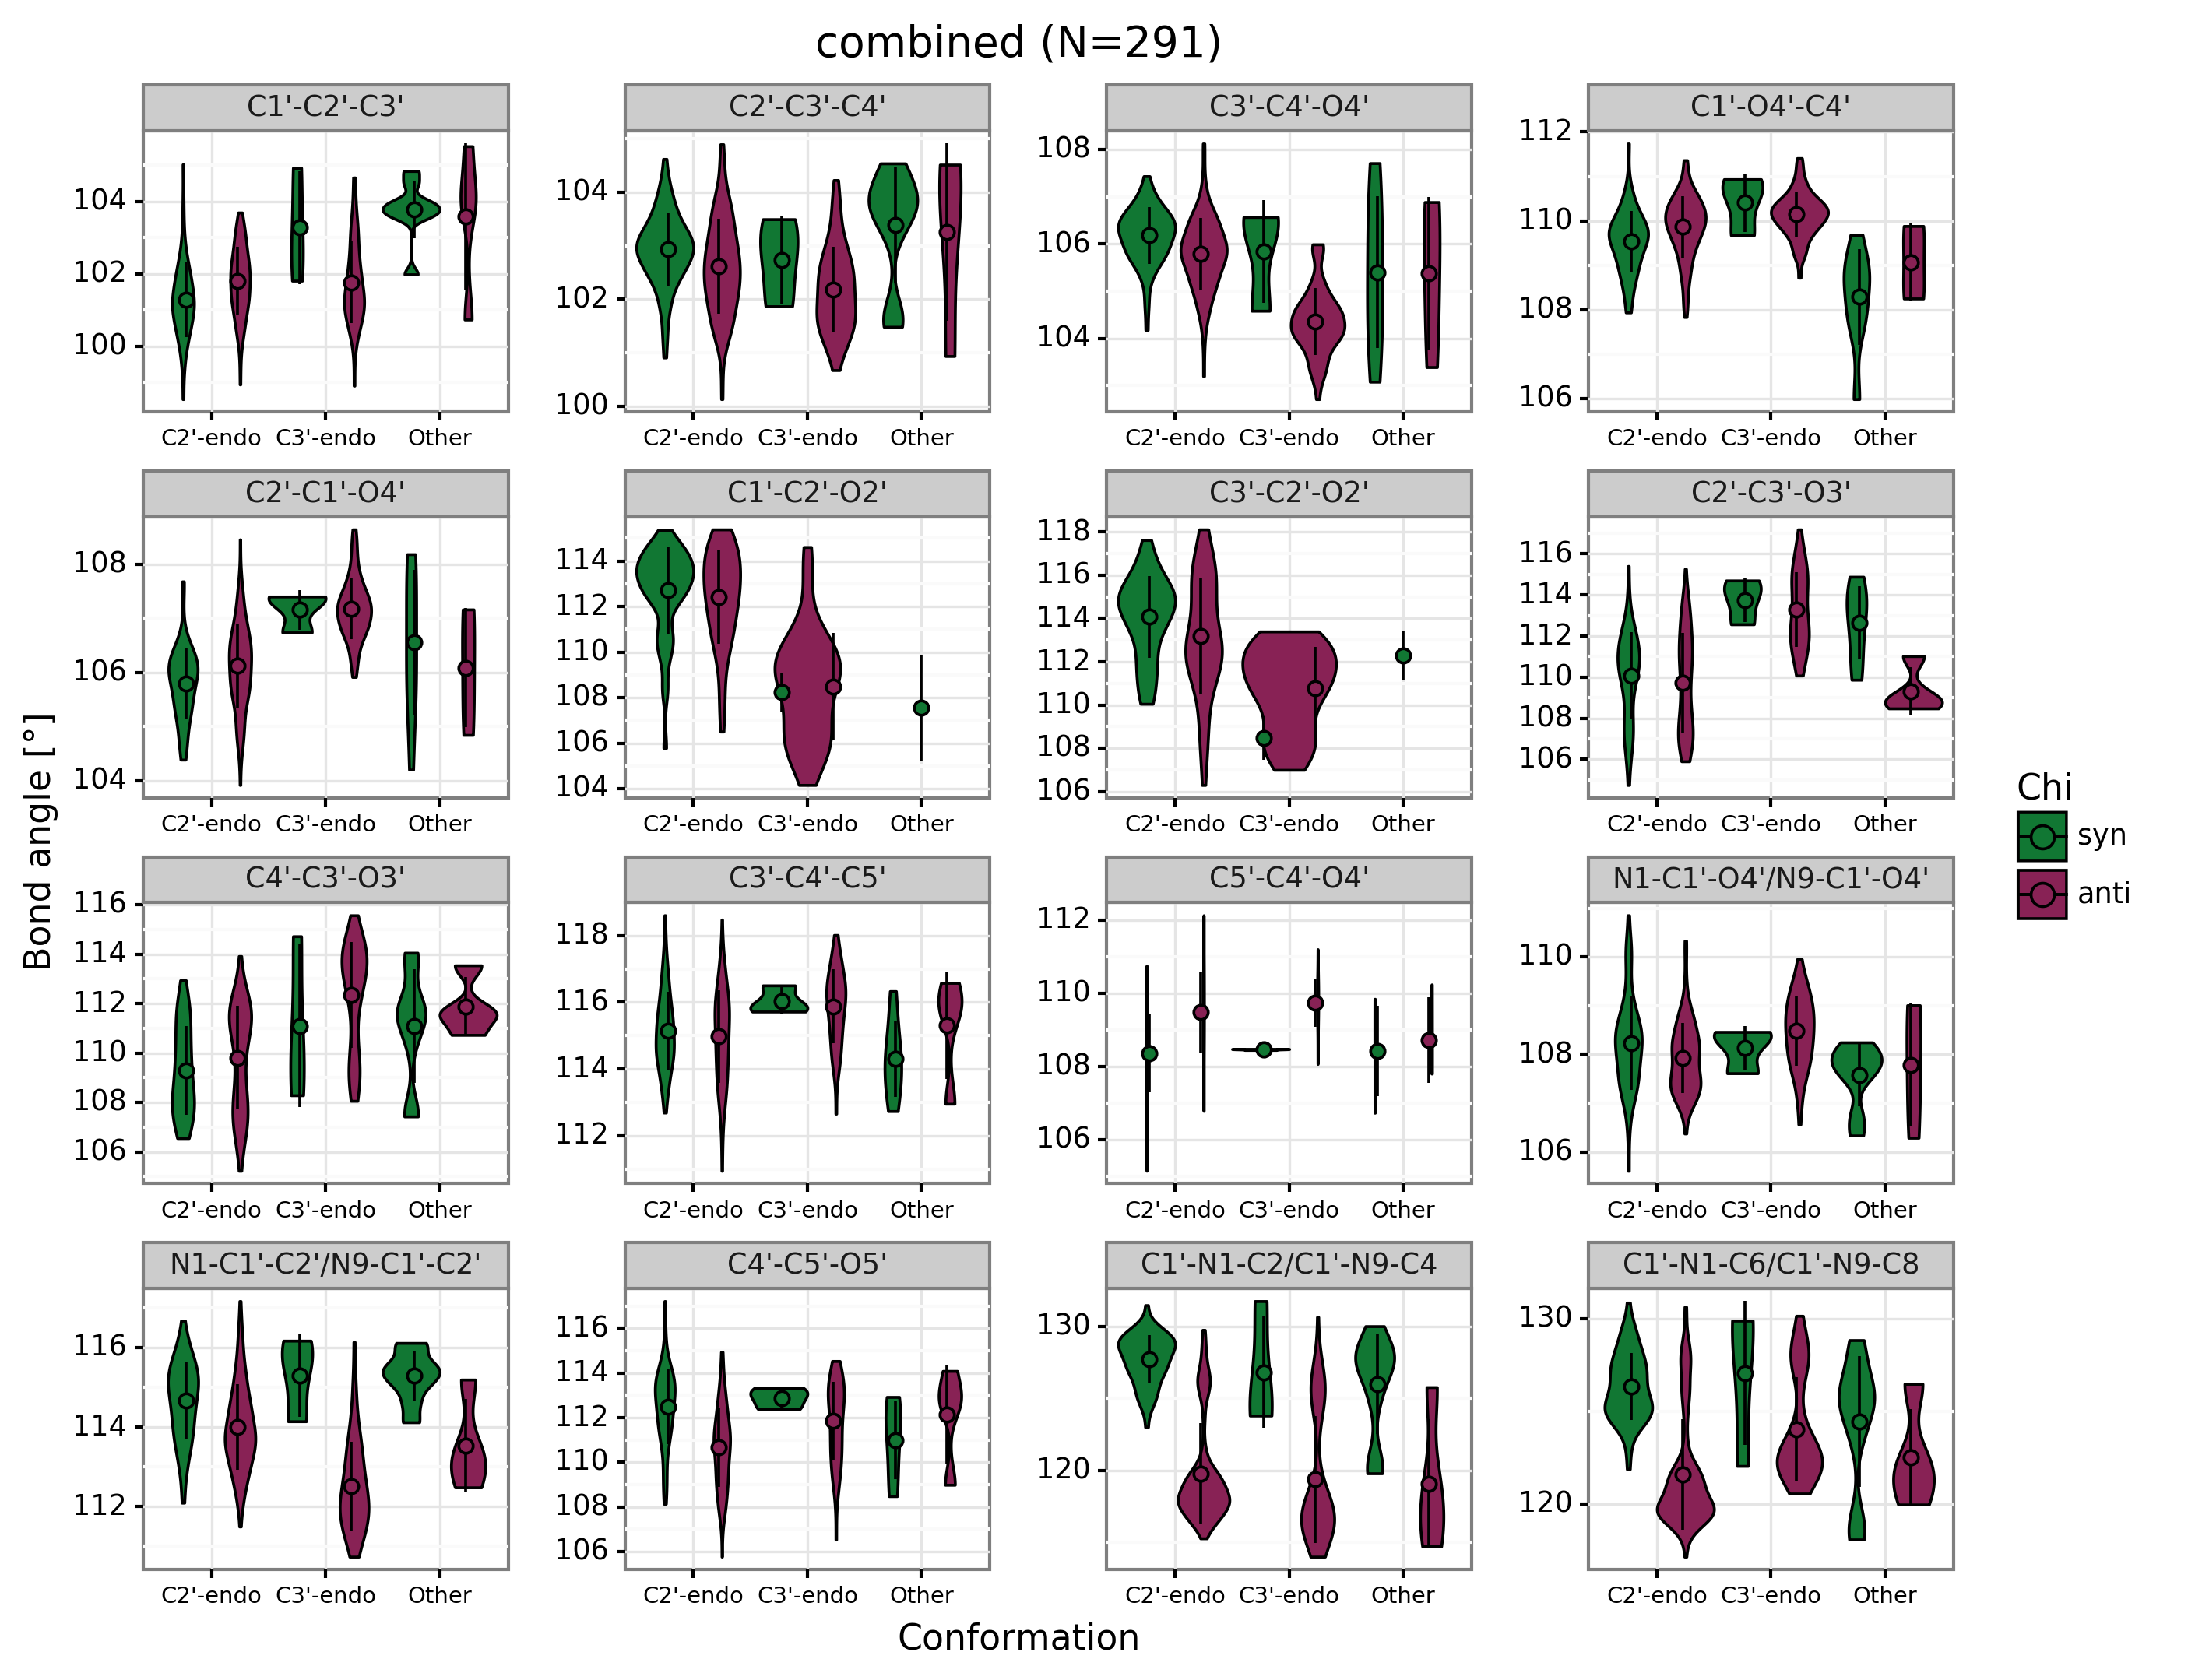 combined (N=291)
C1'-C2'-C3'
C2'-C3'-C4'
C3'-C4'-O4'
C1'-O4'-C4'
104
102
100
104
102
100
108
106
104
112
110
108
106
C2'-endo C3'-endo Other
C2'-endo C3'-endo Other
C2'-endo C3'-endo Other
C2'-endo C3'-endo Other
C2'-C1'-O4'
C1'-C2'-O2'
C3'-C2'-O2'
C2'-C3'-O3'
108
106
104
114
112
110
108
106
104
118
116
114
112
110
108
106
116
114
112
110
108
106
C2'-endo C3'-endo Other
C2'-endo C3'-endo Other
C2'-endo C3'-endo Other
C2'-endo C3'-endo Other
Bond angle [°]
Chi
syn
anti
C4'-C3'-O3'
C3'-C4'-C5'
C5'-C4'-O4'
N1-C1'-O4'/N9-C1'-O4'
116
114
112
110
108
106
118
116
114
112
112
110
108
106
110
108
106
C2'-endo C3'-endo Other
C2'-endo C3'-endo Other
C2'-endo C3'-endo Other
C2'-endo C3'-endo Other
N1-C1'-C2'/N9-C1'-C2'
C4'-C5'-O5'
C1'-N1-C2/C1'-N9-C4
C1'-N1-C6/C1'-N9-C8
116
114
112
116
114
112
110
108
106
130
120
130
120
C2'-endo C3'-endo Other
C2'-endo C3'-endo Other
C2'-endo C3'-endo Other
C2'-endo C3'-endo Other
Conformation